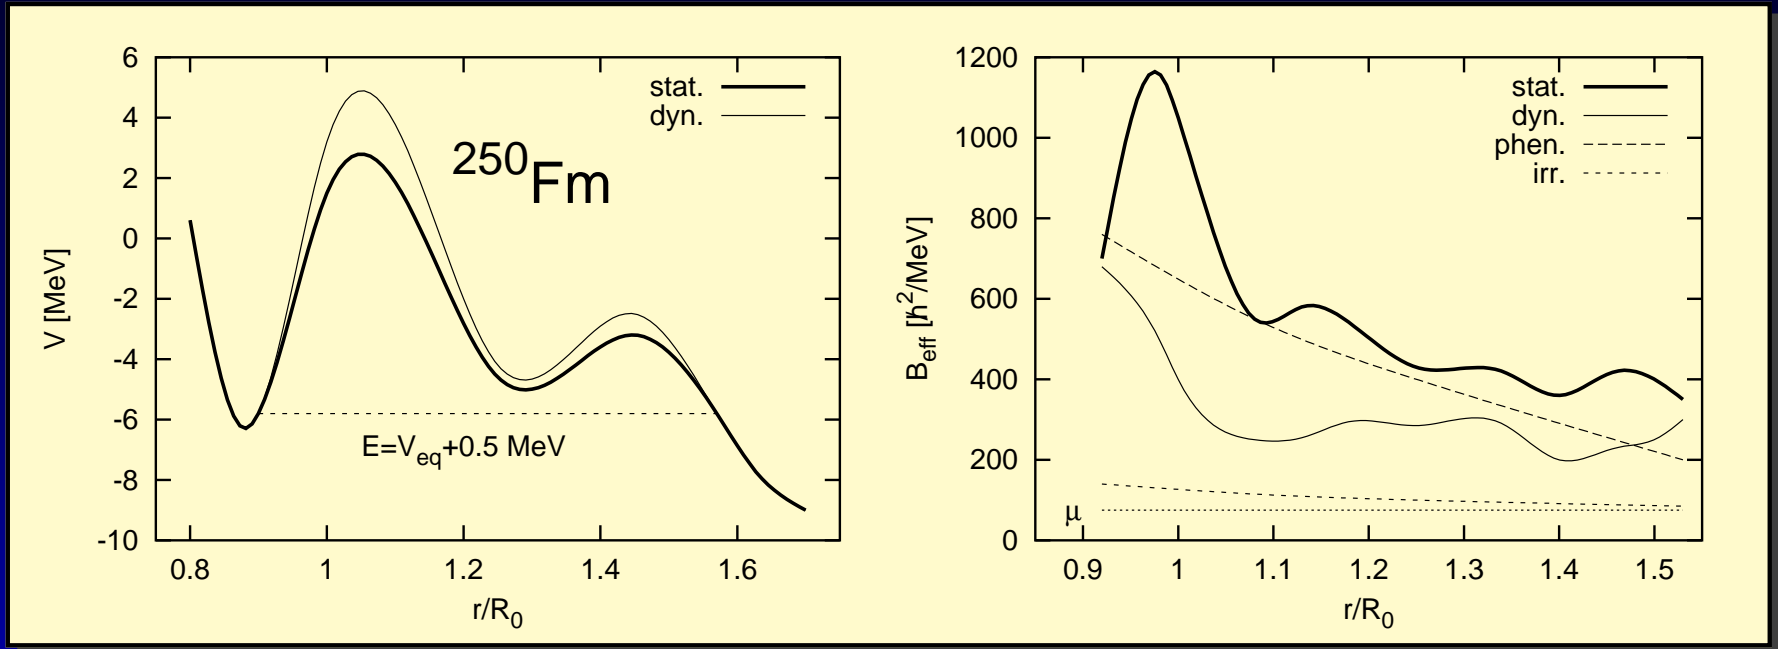 6
4
2
0
-2
-4
-6
-8
-10
V [MeV]
stat.
dyn.
250Fm
E=Veq+0.5 MeV
0.8 1 1.2 1.4 1.6
r/R0
1200
1000
800
600
400
200
0
Beff [ħ2/MeV]
stat.
dyn.
phen.
irr.
μ
0.9 1 1.1 1.2 1.3 1.4 1.5
r/R0